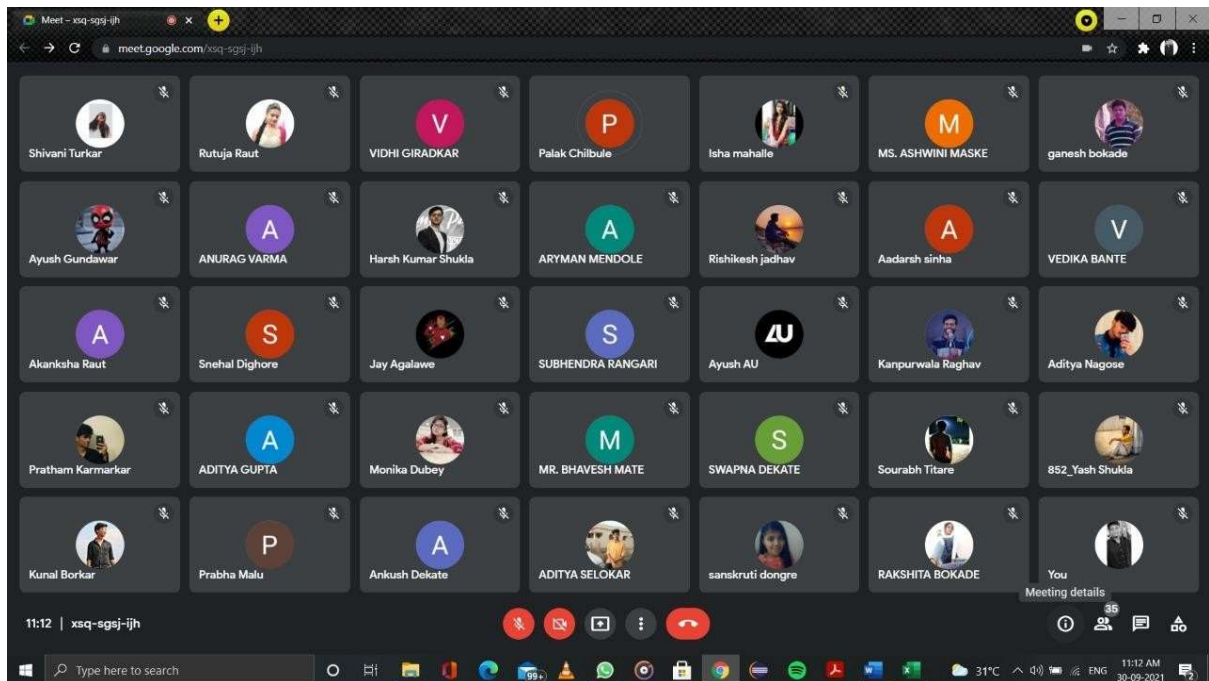 Meet – xsq-sgsj-ijh
meet.google.com/xsq-sgsj-ijh
Shivani Turkar
Rutuja Raut
V
VIDHI GIRADKAR
P
Palak Chilbule
Isha mahalle
M
MS. ASHWINI MASKE
ganesh bokade
Ayush Gundawar
A
ANURAG VARMA
Harsh Kumar Shukla
A
ARYMAN MENDOLE
Rishikesh jadhav
A
Aadarsh sinha
V
VEDIKA BANTE
A
Akanksha Raut
S
Snehal Dighore
Jay Agalawe
S
SUBHENDRA RANGARI
AU
Ayush AU
Kanpurwala Raghav
Aditya Nagose
Pratham Karmarkar
A
ADITYA GUPTA
Monika Dubey
M
MR. BHAVESH MATE
S
SWAPNA DEKATE
Sourabh Titare
852_Yash Shukla
Kunal Borkar
P
Prabha Malu
A
Ankush Dekate
ADITYA SELOKAR
sanskruti dongre
RAKSHITA BOKADE
You
Meeting details
11:12 | xsq-sgsj-ijh
35
Type here to search
99+
31°C
ENG
11:12 AM
30-09-2021
2